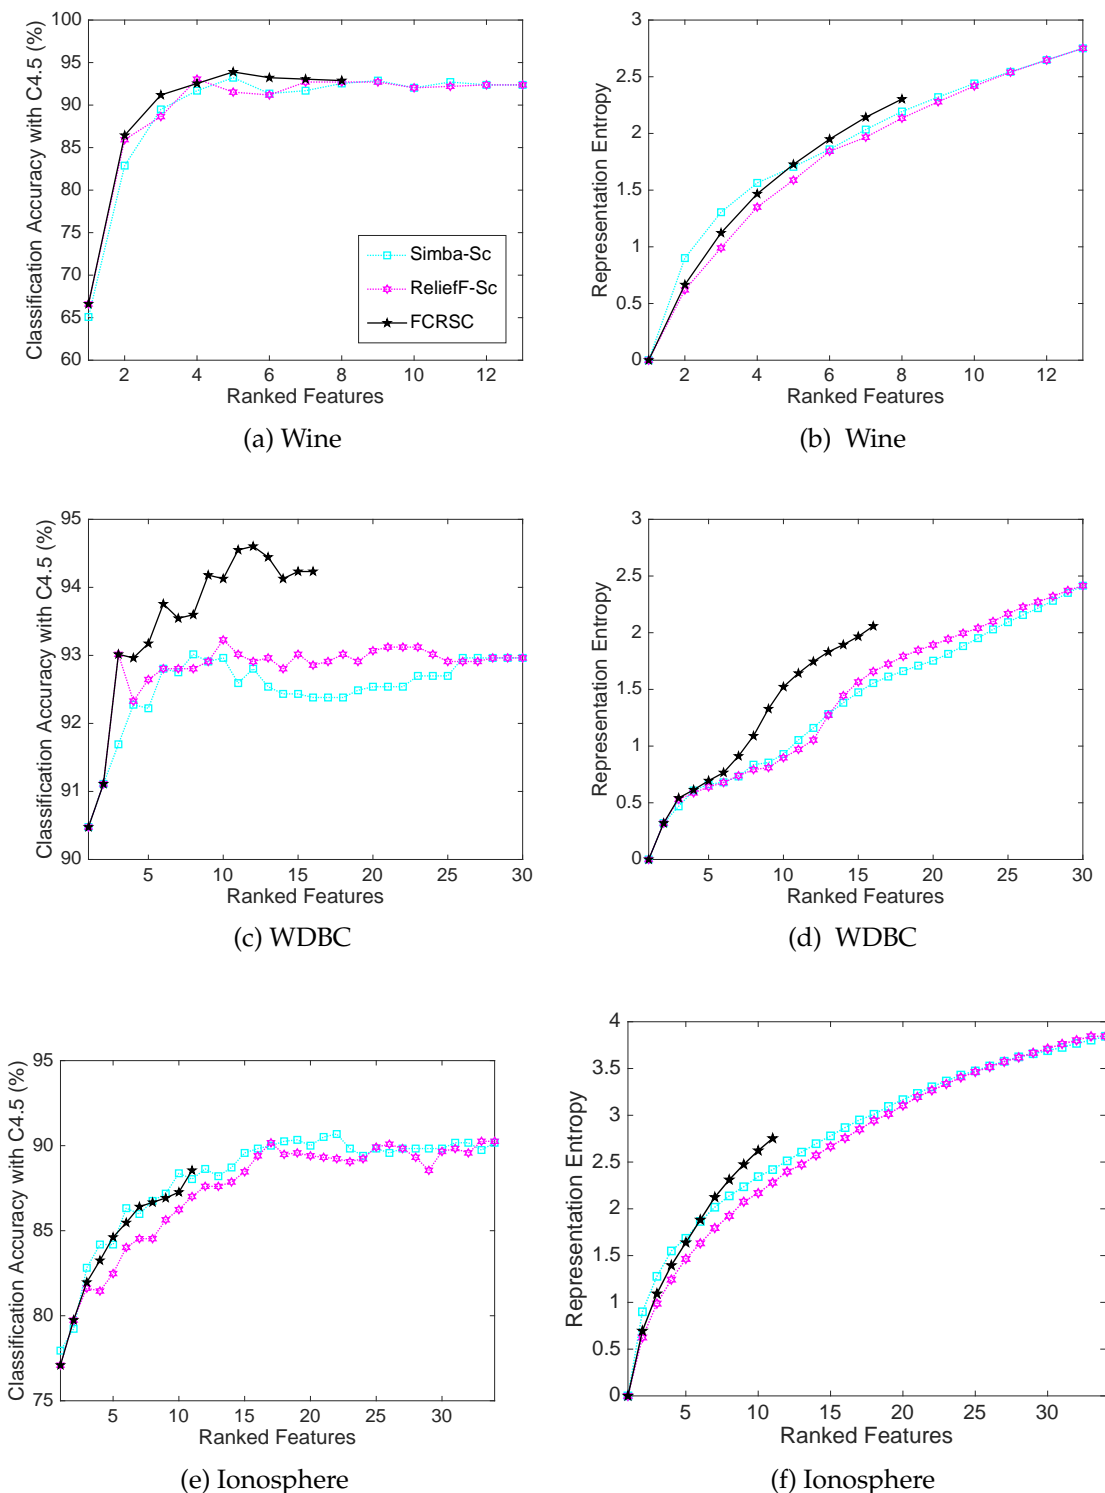 100
95
90
85
80
75
70
65
60
Classification Accuracy with C4.5 (%)
2 4 6 8 10 12
Ranked Features
Simba-Sc
ReliefF-Sc
FCRSC
(a) Wine
3
2.5
2
1.5
1
0.5
0
Representation Entropy
2 4 6 8 10 12
Ranked Features
(b) Wine
95
94
93
92
91
90
Classification Accuracy with C4.5 (%)
5 10 15 20 25 30
Ranked Features
(c) WDBC
3
2.5
2
1.5
1
0.5
0
Representation Entropy
5 10 15 20 25 30
Ranked Features
(d) WDBC
95
90
85
80
75
Classification Accuracy with C4.5 (%)
5 10 15 20 25 30
Ranked Features
(e) Ionosphere
4
3.5
3
2.5
2
1.5
1
0.5
0
Representation Entropy
5 10 15 20 25 30
Ranked Features
(f) Ionosphere